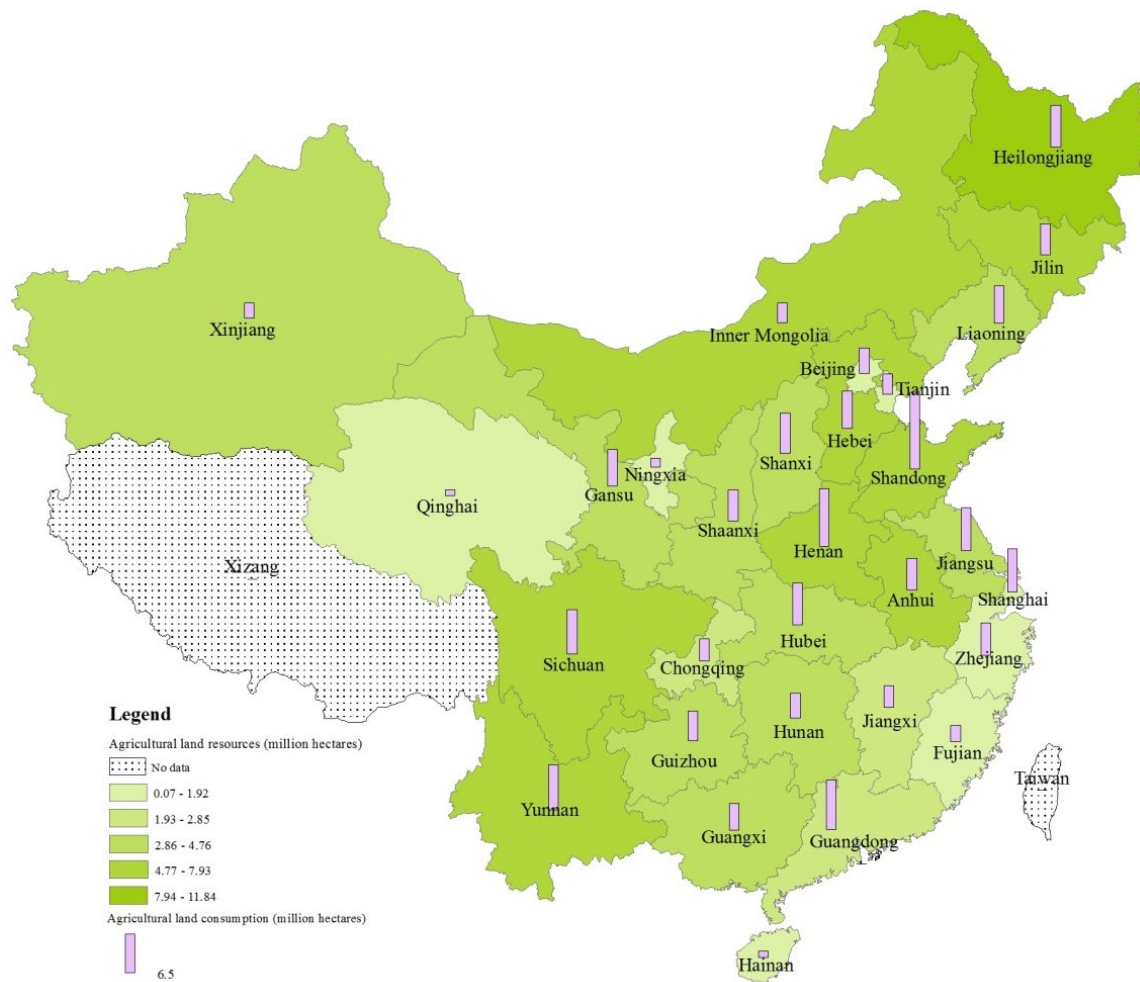 Heilongjiang
Jilin
Xinjiang
Inner Mongolia
Liaoning
Beijing
Tianjin
Hebei
Shanxi
Ningxia
Shandong
Gansu
Qinghai
Shaanxi
Henan
Jiangsu
Xizang
Anhui
Shanghai
Hubei
Sichuan
Chongqing
Zhejiang
Legend
Jiangxi
Hunan
Agricultural land resources (million hectares)
Fujian
Guizhou
No data
Taiwan
0.07 - 1.92
Yunnan
1.93 - 2.85
Guangxi
Guangdong
2.86 - 4.76
4.77 - 7.93
7.94 - 11.84
Agricultural land consumption (million hectares)
Hainan
6.5